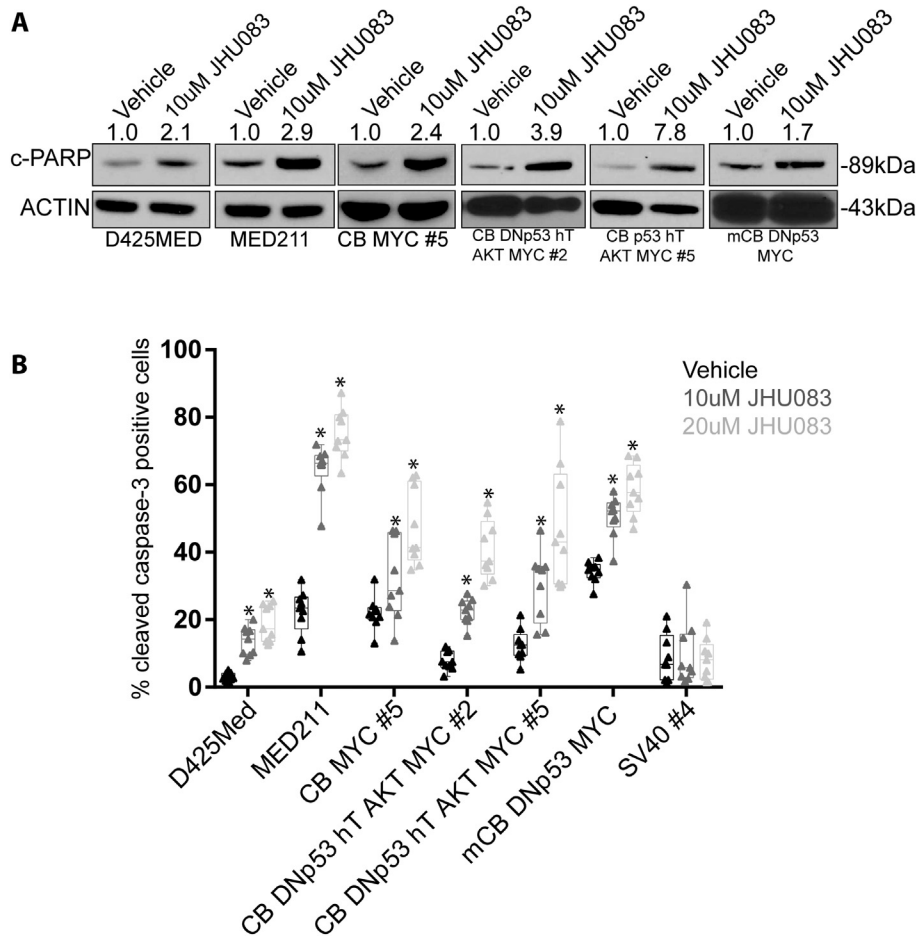 A
Vehicle 10uM JHU083 Vehicle 10uM JHU083 Vehicle 10uM JHU083 Vehicle 10uM JHU083 Vehicle 10uM JHU083 Vehicle 10uM JHU083
1.0 2.1 1.0 2.9 1.0 2.4 1.0 3.9 1.0 7.8 1.0 1.7
c-PARP -89kDa
ACTIN -43kDa
D425MED MED211 CB MYC #5 CB DNp53 hT CB p53 hT mCB DNp53
AKT MYC #2 AKT MYC #5 MYC
B
% cleaved caspase-3 positive cells
100
80
60
40
20
0
Vehicle
10uM JHU083
20uM JHU083
* * * * * * * * * * * *
D425Med
MED211
CB MYC #5
CB DNp53 hT AKT MYC #2
CB DNp53 hT AKT MYC #5
mCB DNp53 MYC
SV40 #4